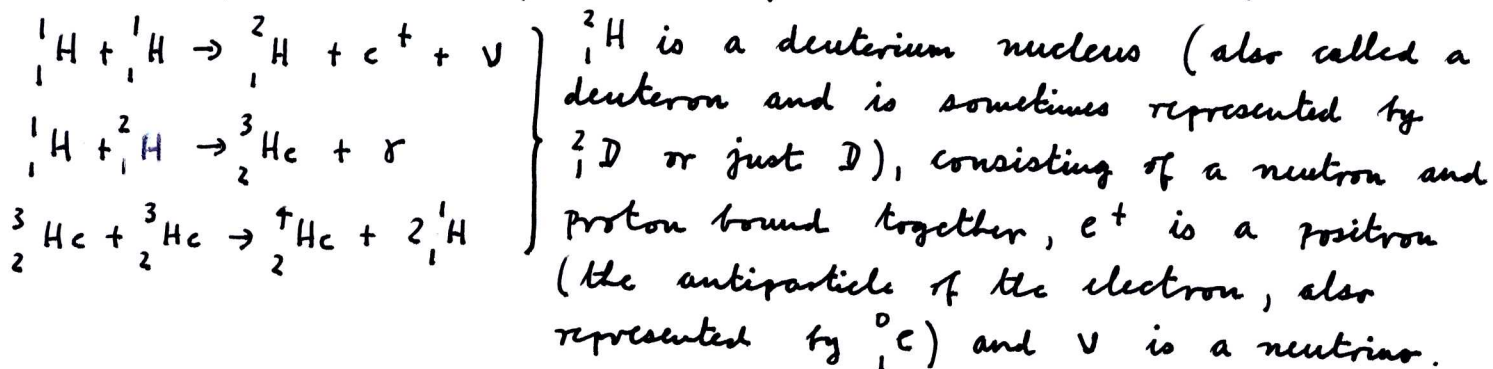 ¹₁H + ¹₁H → ²₁H + e⁺ + ν
¹₁H + ²₁H → ³₂He + γ
³₂He + ³₂He → ⁴₂He + 2 ¹₁H
²₁H is a deuterium nucleus (also called a
deuteron and is sometimes represented by
²₁D or just D), consisting of a neutron and
proton bound together, e⁺ is a positron
(the antiparticle of the electron, also
represented by ⁰₁e) and ν is a neutrino.